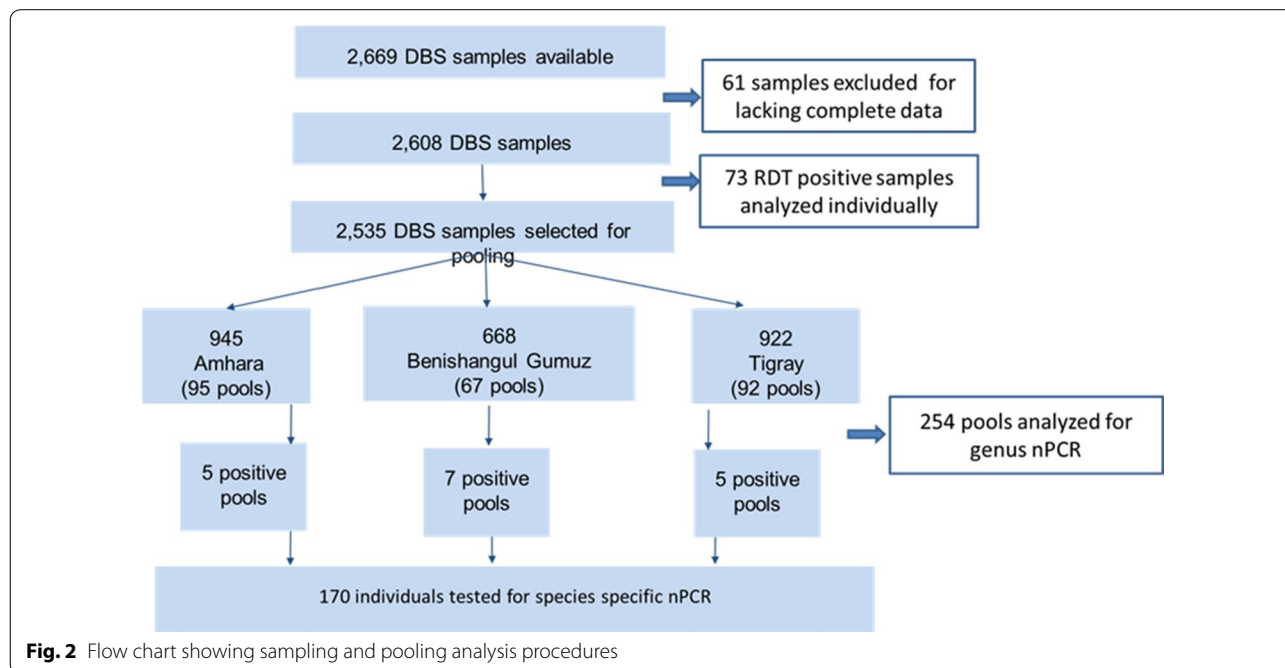 2,669 DBS samples available
61 samples excluded for
lacking complete data
2,608 DBS samples
73 RDT positive samples
analyzed individually
2,535 DBS samples selected for
pooling
945
Amhara
(95 pools)
668
Benishangul Gumuz
(67 pools)
922
Tigray
(92 pools)
254 pools analyzed for
genus nPCR
5 positive
pools
7 positive
pools
5 positive
pools
170 individuals tested for species specific nPCR
Fig. 2 Flow chart showing sampling and pooling analysis procedures